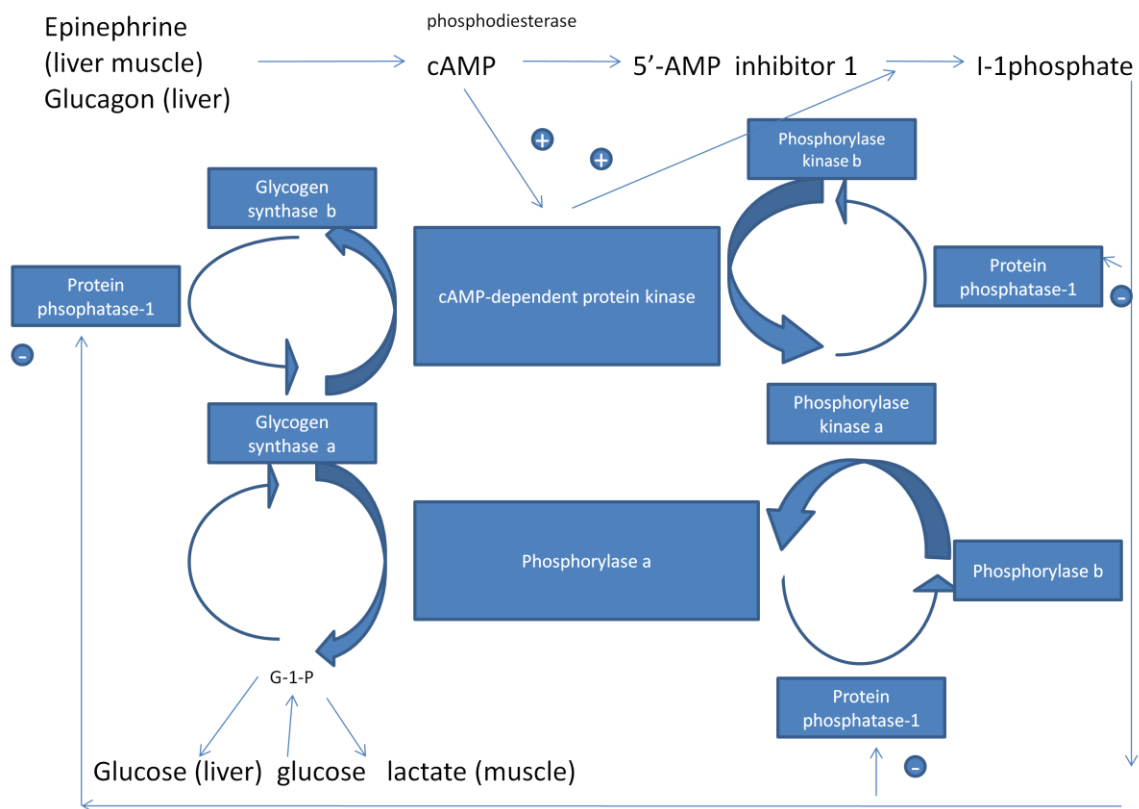 Epinephrine
(liver muscle)
Glucagon (liver)
phosphodiesterase
cAMP
5’-AMP inhibitor 1
I-1phosphate
+
+
Phosphorylase
kinase b
Glycogen
synthase b
Protein
phsophatase-1
-
cAMP-dependent protein kinase
Protein
phosphatase-1
-
Glycogen
synthase a
Phosphorylase
kinase a
Phosphorylase a
Phosphorylase b
G-1-P
Protein
phosphatase-1
-
Glucose (liver) glucose lactate (muscle)